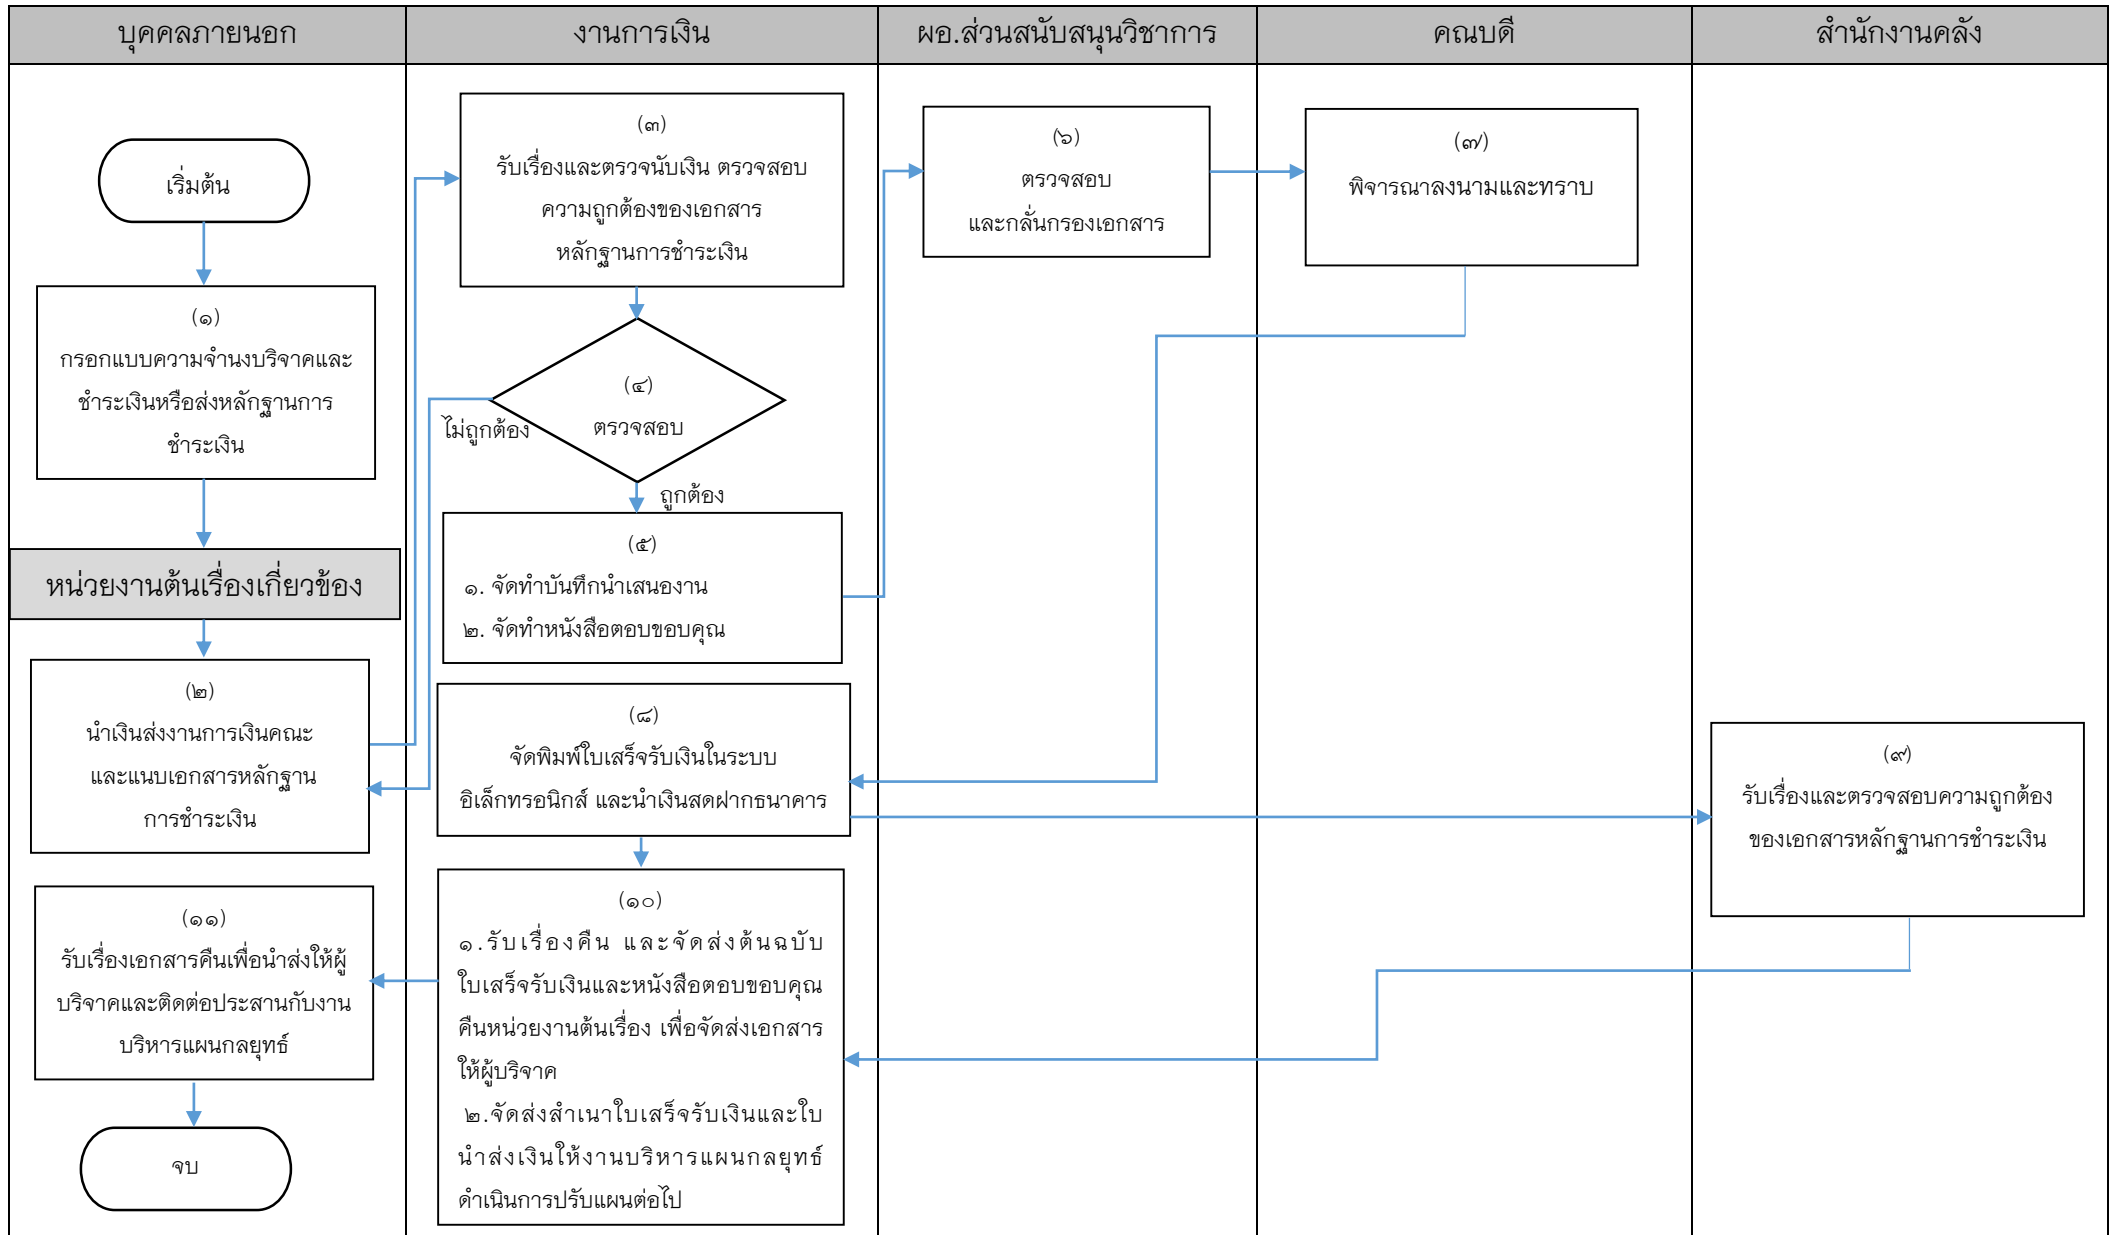 บุคคลภายนอก
งานการเงิน
ผอ.ส่วนสนับสนุนวิชาการ
คณบดี
สำนักงานคลัง
เริ่มต้น
(๑)
กรอกแบบความจำนงบริจาคและ
ชำระเงินหรือส่งหลักฐานการ
ชำระเงิน
หน่วยงานต้นเรื่องเกี่ยวข้อง
(๒)
นำเงินส่งงานการเงินคณะ
และแนบเอกสารหลักฐาน
การชำระเงิน
(๓)
รับเรื่องและตรวจนับเงิน ตรวจสอบ
ความถูกต้องของเอกสาร
หลักฐานการชำระเงิน
(๔)
ตรวจสอบ
ไม่ถูกต้อง
ถูกต้อง
(๕)
๑. จัดทำบันทึกนำเสนองาน
๒. จัดทำหนังสือตอบขอบคุณ
(๖)
ตรวจสอบ
และกลั่นกรองเอกสาร
(๗)
พิจารณาลงนามและทราบ
(๘)
จัดพิมพ์ใบเสร็จรับเงินในระบบ
อิเล็กทรอนิกส์ และนำเงินสดฝากธนาคาร
(๙)
รับเรื่องและตรวจสอบความถูกต้อง
ของเอกสารหลักฐานการชำระเงิน
(๑๐)
๑.รับเรื่องคืน และจัดส่งต้นฉบับ
ใบเสร็จรับเงินและหนังสือตอบขอบคุณ
คืนหน่วยงานต้นเรื่อง เพื่อจัดส่งเอกสาร
ให้ผู้บริจาค
๒.จัดส่งสำเนาใบเสร็จรับเงินและใบ
นำส่งเงินให้งานบริหารแผนกลยุทธ์
ดำเนินการปรับแผนต่อไป
(๑๑)
รับเรื่องเอกสารคืนเพื่อนำส่งให้ผู้
บริจาคและติดต่อประสานกับงาน
บริหารแผนกลยุทธ์
จบ